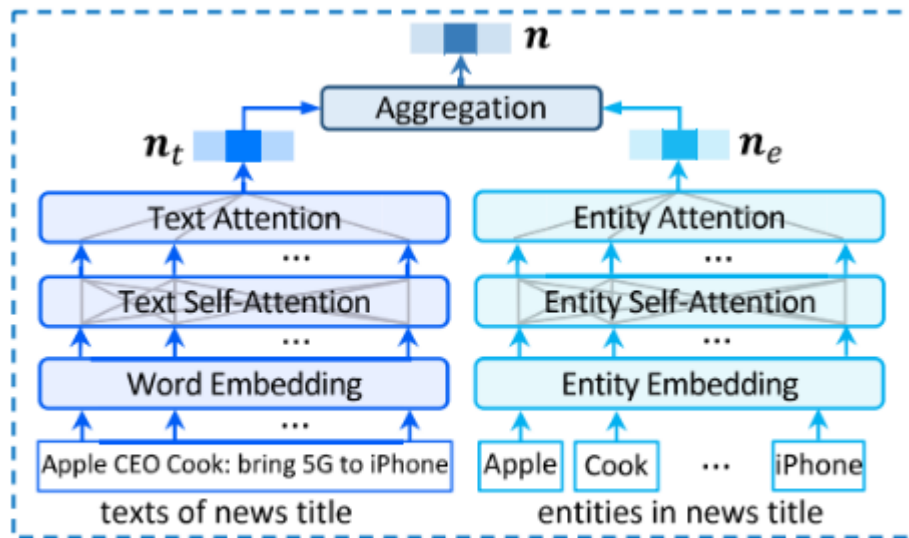 n
Aggregation
n_t
n_e
Text Attention
Entity Attention
...
...
Text Self-Attention
Entity Self-Attention
...
...
Word Embedding
Entity Embedding
...
Apple CEO Cook: bring 5G to iPhone
Apple
Cook
...
iPhone
texts of news title
entities in news title